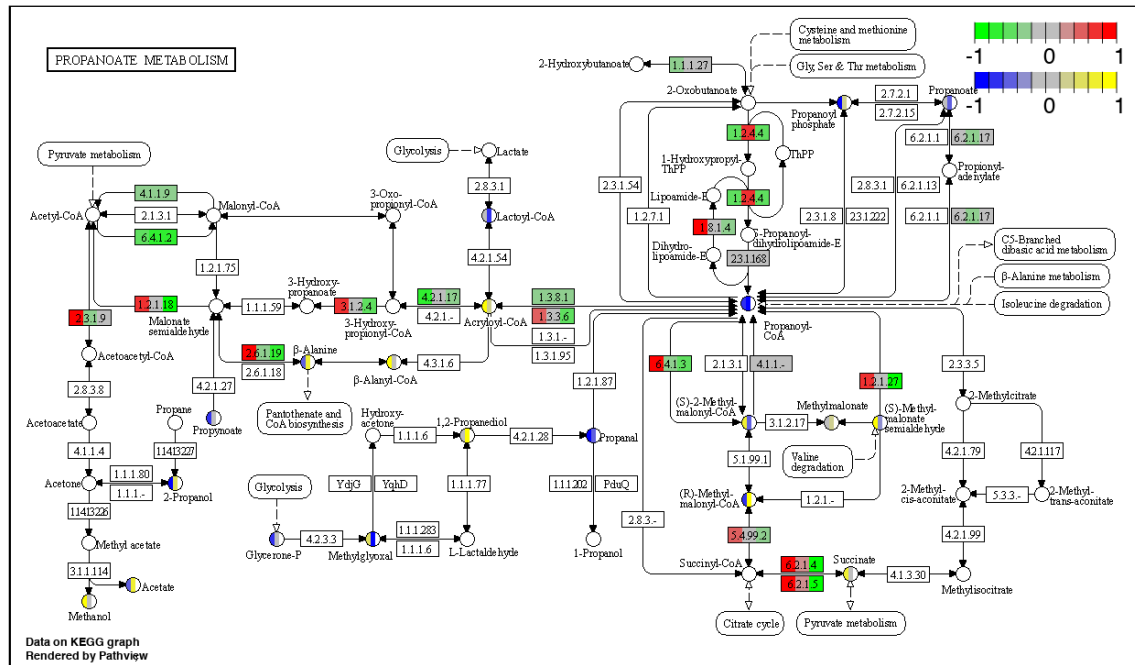 PROPANOATE METABOLISM
Cysteine and methionine
metabolism
Gly, Ser & Thr metabolism
-1
0
1
-1
0
1
2-Hydroxybutanoate
1.1.1.27
2-Oxobutanoate
Propanoyl
phosphate
2.7.2.1
2.7.2.15
Propanoate
6.2.1.1
6.2.1.17
Propionyl-
adenylate
6.2.1.1
6.2.1.17
1.2.4.4
1-Hydroxypropyl-
ThPP
ThPP
Lipoamide-E
1.2.4.4
1.8.1.4
S-Propanoyl-
dihydrolipoamide-E
Dihydro-
lipoamide-E
2.3.1.168
2.3.1.54
1.2.7.1
2.3.1.8
2.3.1.222
2.8.3.1
6.2.1.13
C5-Branched
dibasic acid metabolism
β-Alanine metabolism
Isoleucine degradation
Pyruvate metabolism
Acetyl-CoA
4.1.1.9
2.1.3.1
6.4.1.2
Malonyl-CoA
Glycolysis
Lactate
2.8.3.1
Lactoyl-CoA
4.2.1.54
3-Oxo-
propionyl-CoA
1.2.1.75
3-Hydroxy-
propanoate
1.2.1.18
Malonate
semialdehyde
1.1.1.59
3.1.2.4
3-Hydroxy-
propionyl-CoA
4.2.1.17
4.2.1.-
Acryloyl-CoA
1.3.8.1
1.3.3.6
1.3.1.-
1.3.1.95
Propanoyl-
CoA
2.3.1.9
Acetoacetyl-CoA
2.6.1.19
2.6.1.18
β-Alanine
β-Alanyl-CoA
4.3.1.6
Pantothenate and
CoA biosynthesis
2.8.3.8
4.2.1.27
Propynoate
Acetoacetate
Propane
4.1.1.4
1.14.13.227
Acetone
1.1.1.80
1.1.1.-
2-Propanol
1.14.13.226
Methyl acetate
3.1.1.114
Acetate
Methanol
Hydroxy-
acetone
1.1.1.6
1,2-Propanediol
4.2.1.28
Propanal
1.2.1.87
YdjG
YqhD
1.1.1.77
1.1.1.202
PduQ
Glycolysis
Glycerone-P
4.2.3.3
Methylglyoxal
1.1.1.283
1.1.1.6
L-Lactaldehyde
1-Propanol
6.4.1.3
2.1.3.1
4.1.1.-
1.2.1.27
(S)-2-Methyl-
malonyl-CoA
3.1.2.17
Methylmalonate
(S)-Methyl-
malonate
semialdehyde
Valine
degradation
5.1.99.1
(R)-Methyl-
malonyl-CoA
1.2.1.-
2.8.3.-
5.4.99.2
Succinyl-CoA
6.2.1.4
6.2.1.5
Succinate
4.1.3.30
Methylisocitrate
Citrate cycle
Pyruvate metabolism
2.3.3.5
2-Methylcitrate
4.2.1.79
4.2.1.117
2-Methyl-
cis-aconitate
5.3.3.-
2-Methyl-
trans-aconitate
4.2.1.99
Data on KEGG graph
Rendered by Pathview